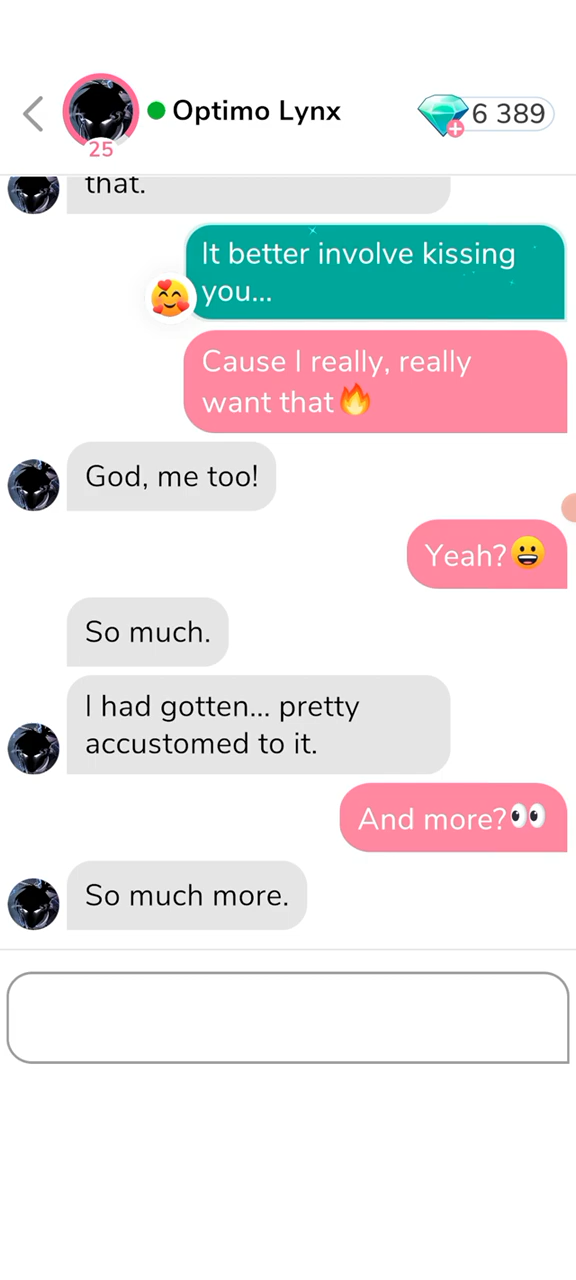 Optimo Lynx
6 389
25
that.
It better involve kissing
you...
Cause I really, really
want that🔥
God, me too!
Yeah?😀
So much.
I had gotten... pretty
accustomed to it.
And more?👀
So much more.